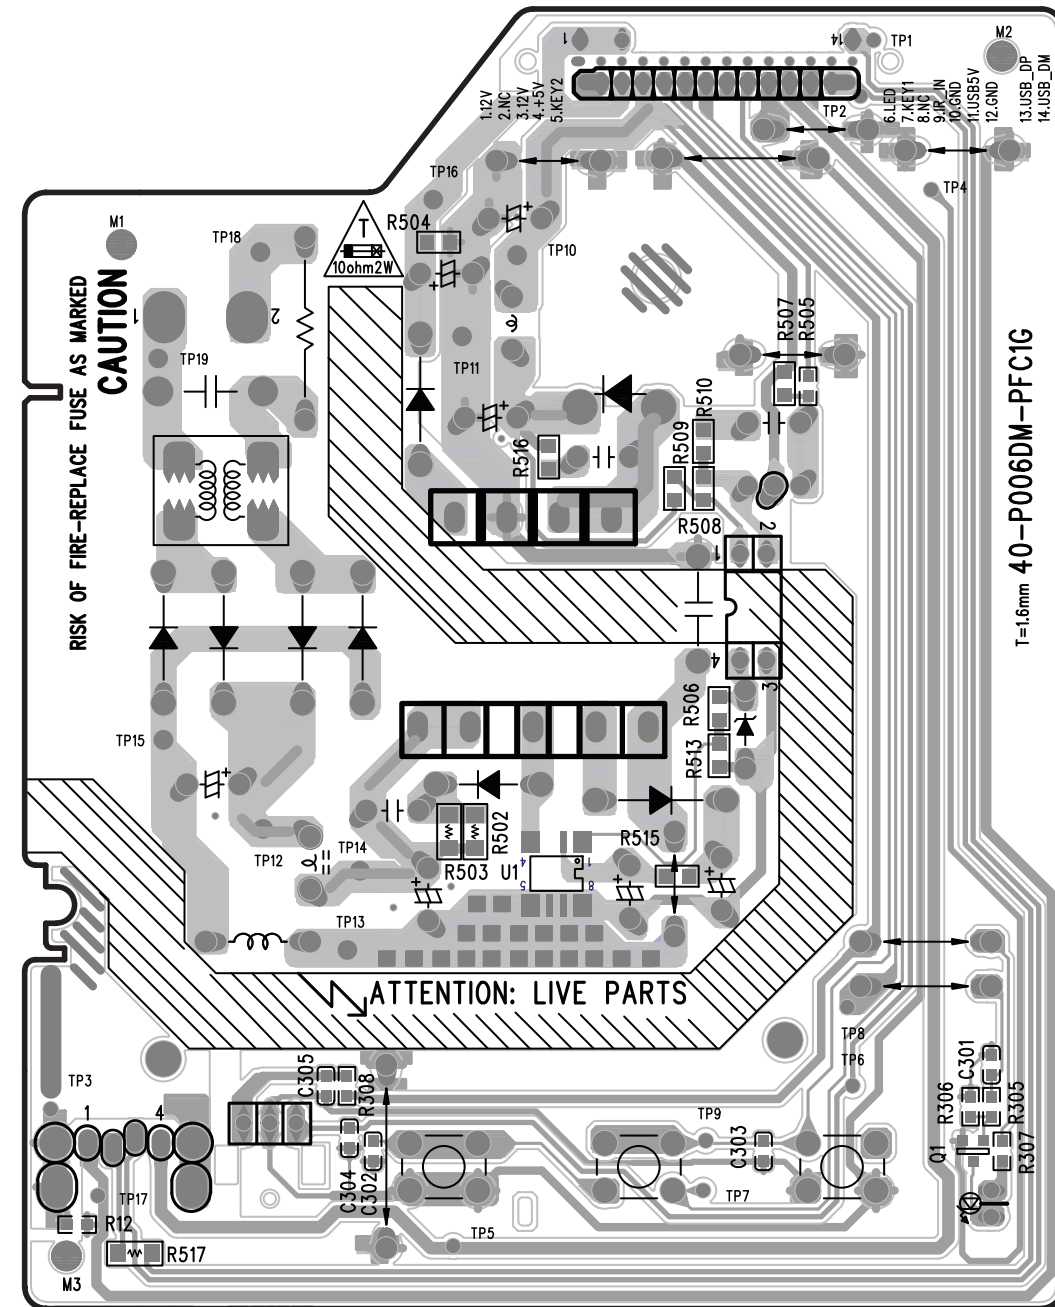 1
14
TP1
M2
1.12V
2.NC
3.12V
4.+5V
5.KEY2
TP2
6.LED
7.KEY1
8.NC
9.IR_IN
10.GND
11.USB5V
12.GND
13.USB_DP
14.USB_DM
TP16
TP4
M1
TP18
T
10ohm2W
R504
+
+
TP10
RISK OF FIRE-REPLACE FUSE AS MARKED
CAUTION
1
2
TP19
TP11
R507
R505
R510
R509
R516
+
R508
1
2
40-P006DM-PFC1G
T=1.6mm
4
3
R506
R513
TP15
+
TP12
TP14
R503
R502
U1
4
1
5
8
R515
+
+
+
TP13
ATTENTION: LIVE PARTS
TP8
TP6
TP3
1
4
C305
R308
C304
C302
TP9
C303
TP7
C301
R306
R305
Q1
R307
TP17
R12
R517
M3
TP5